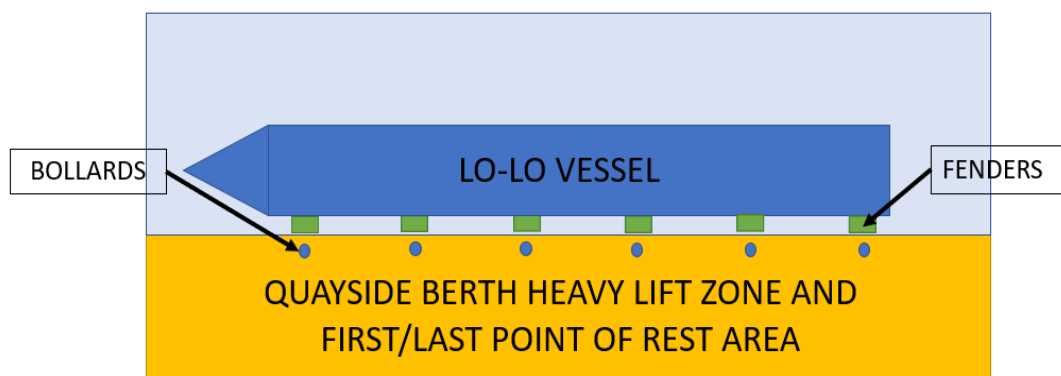 BOLLARDS
LO-LO VESSEL
FENDERS
QUAYSIDE BERTH HEAVY LIFT ZONE AND
FIRST/LAST POINT OF REST AREA